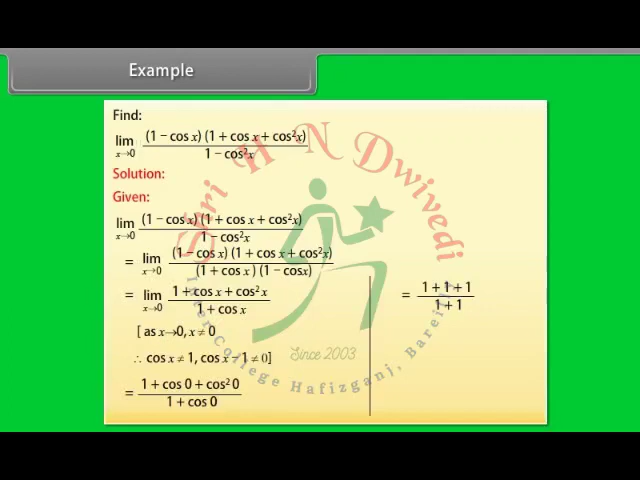 Example
Find:
lim x→0 (1 − cos x) (1 + cos x + cos²x) / 1 − cos²x
Solution:
Given:
lim x→0 (1 − cos x) (1 + cos x + cos²x) / 1 − cos²x
= lim x→0 (1 − cos x) (1 + cos x + cos²x) / (1 + cos x ) (1 − cosx)
= lim x→0 1 + cos x + cos² x / 1 + cos x
[ as x→0, x ≠ 0
∴ cos x ≠ 1, cos x − 1 ≠ 0]
= 1 + cos 0 + cos² 0 / 1 + cos 0
= 1 + 1 + 1 / 1 + 1
Shri H N Dwivedi
Since 2003
Inter College Hafizganj, Bareilly